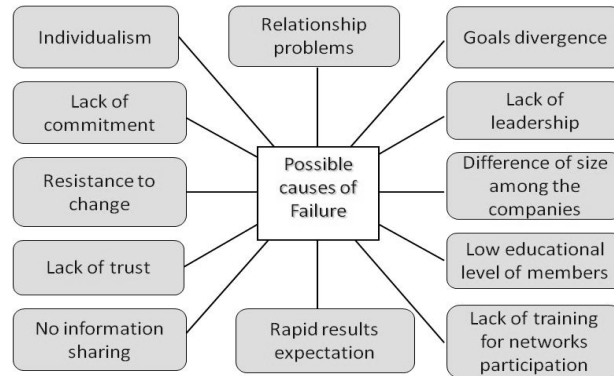 Individualism
Relationship
problems
Goals divergence
Lack of
commitment
Lack of
leadership
Possible
causes of
Failure
Resistance to
change
Difference of size
among the
companies
Lack of trust
Low educational
level of members
No information
sharing
Rapid results
expectation
Lack of training
for networks
participation